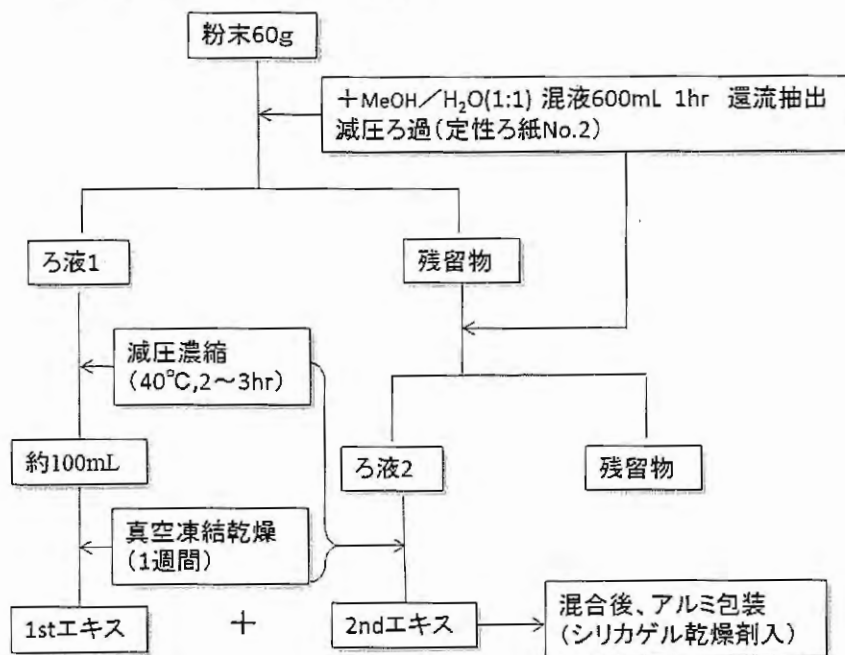 粉末60g
+MeOH/H₂O(1:1) 混液600mL 1hr 還流抽出
減圧ろ過(定性ろ紙No.2)
ろ液1
残留物
減圧濃縮
(40℃,2~3hr)
約100mL
ろ液2
残留物
真空凍結乾燥
(1週間)
1stエキス
+
2ndエキス
混合後、アルミ包装
(シリカゲル乾燥剤入)